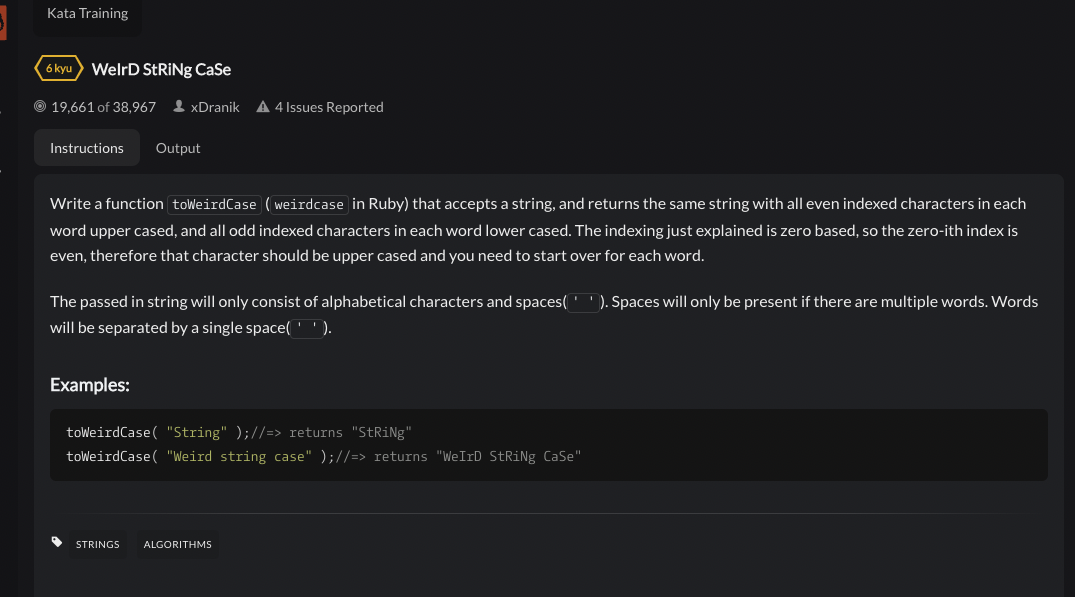 Kata Training
6 kyu WeIrD StRiNg CaSe
19,661 of 38,967 xDranik 4 Issues Reported
Instructions Output
Write a function toWeirdCase (weirdcase in Ruby) that accepts a string, and returns the same string with all even indexed characters in each
word upper cased, and all odd indexed characters in each word lower cased. The indexing just explained is zero based, so the zero-ith index is
even, therefore that character should be upper cased and you need to start over for each word.
The passed in string will only consist of alphabetical characters and spaces(' '). Spaces will only be present if there are multiple words. Words
will be separated by a single space(' ').
Examples:
toWeirdCase( "String" );//=> returns "StRiNg"
toWeirdCase( "Weird string case" );//=> returns "WeIrD StRiNg CaSe"
STRINGS ALGORITHMS